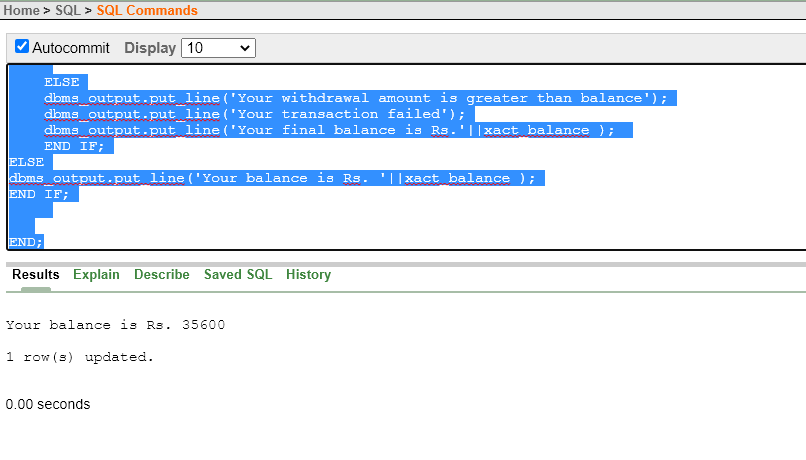 Home > SQL > SQL Commands
Autocommit Display 10
ELSE
dbms_output.put_line('Your withdrawal amount is greater than balance');
dbms_output.put_line('Your transaction failed');
dbms_output.put_line('Your final balance is Rs.'||xact_balance );
END IF;
ELSE
dbms_output.put_line('Your balance is Rs. '||xact_balance );
END IF;
END;
Results Explain Describe Saved SQL History
Your balance is Rs. 35600
1 row(s) updated.
0.00 seconds